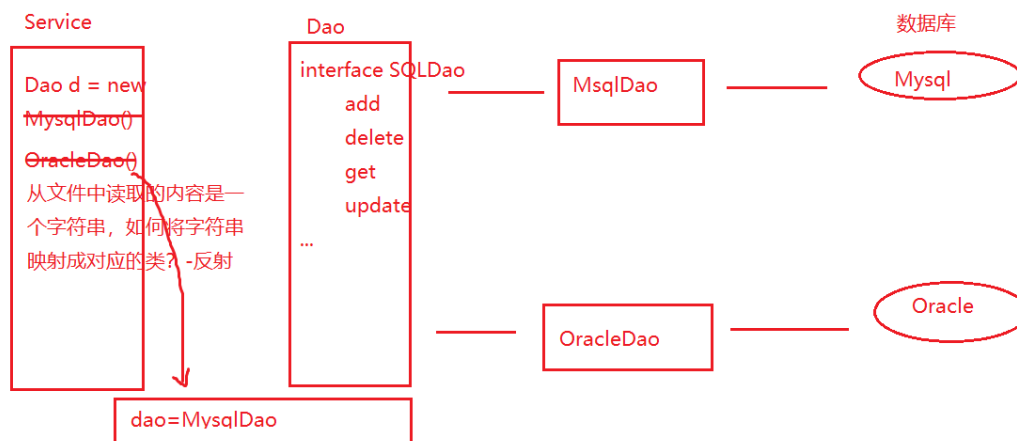 Service
Dao d = new
MysqlDao()
OracleDao()
从文件中读取的内容是一
个字符串，如何将字符串
映射成对应的类? -反射
Dao
interface SQLDao
add
delete
get
update
...
MsqlDao
OracleDao
数据库
Mysql
Oracle
dao=MysqlDao